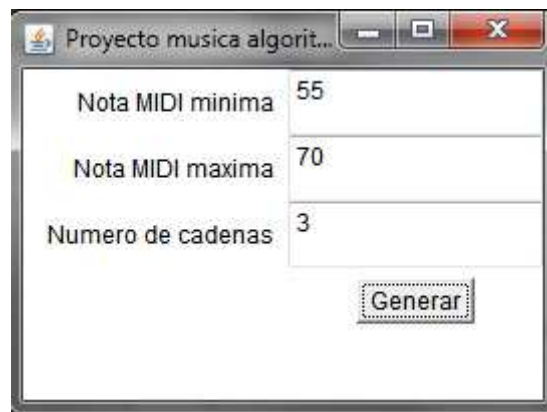 Proyecto musica algorit...
Nota MIDI minima 55
Nota MIDI maxima 70
Numero de cadenas 3
Generar